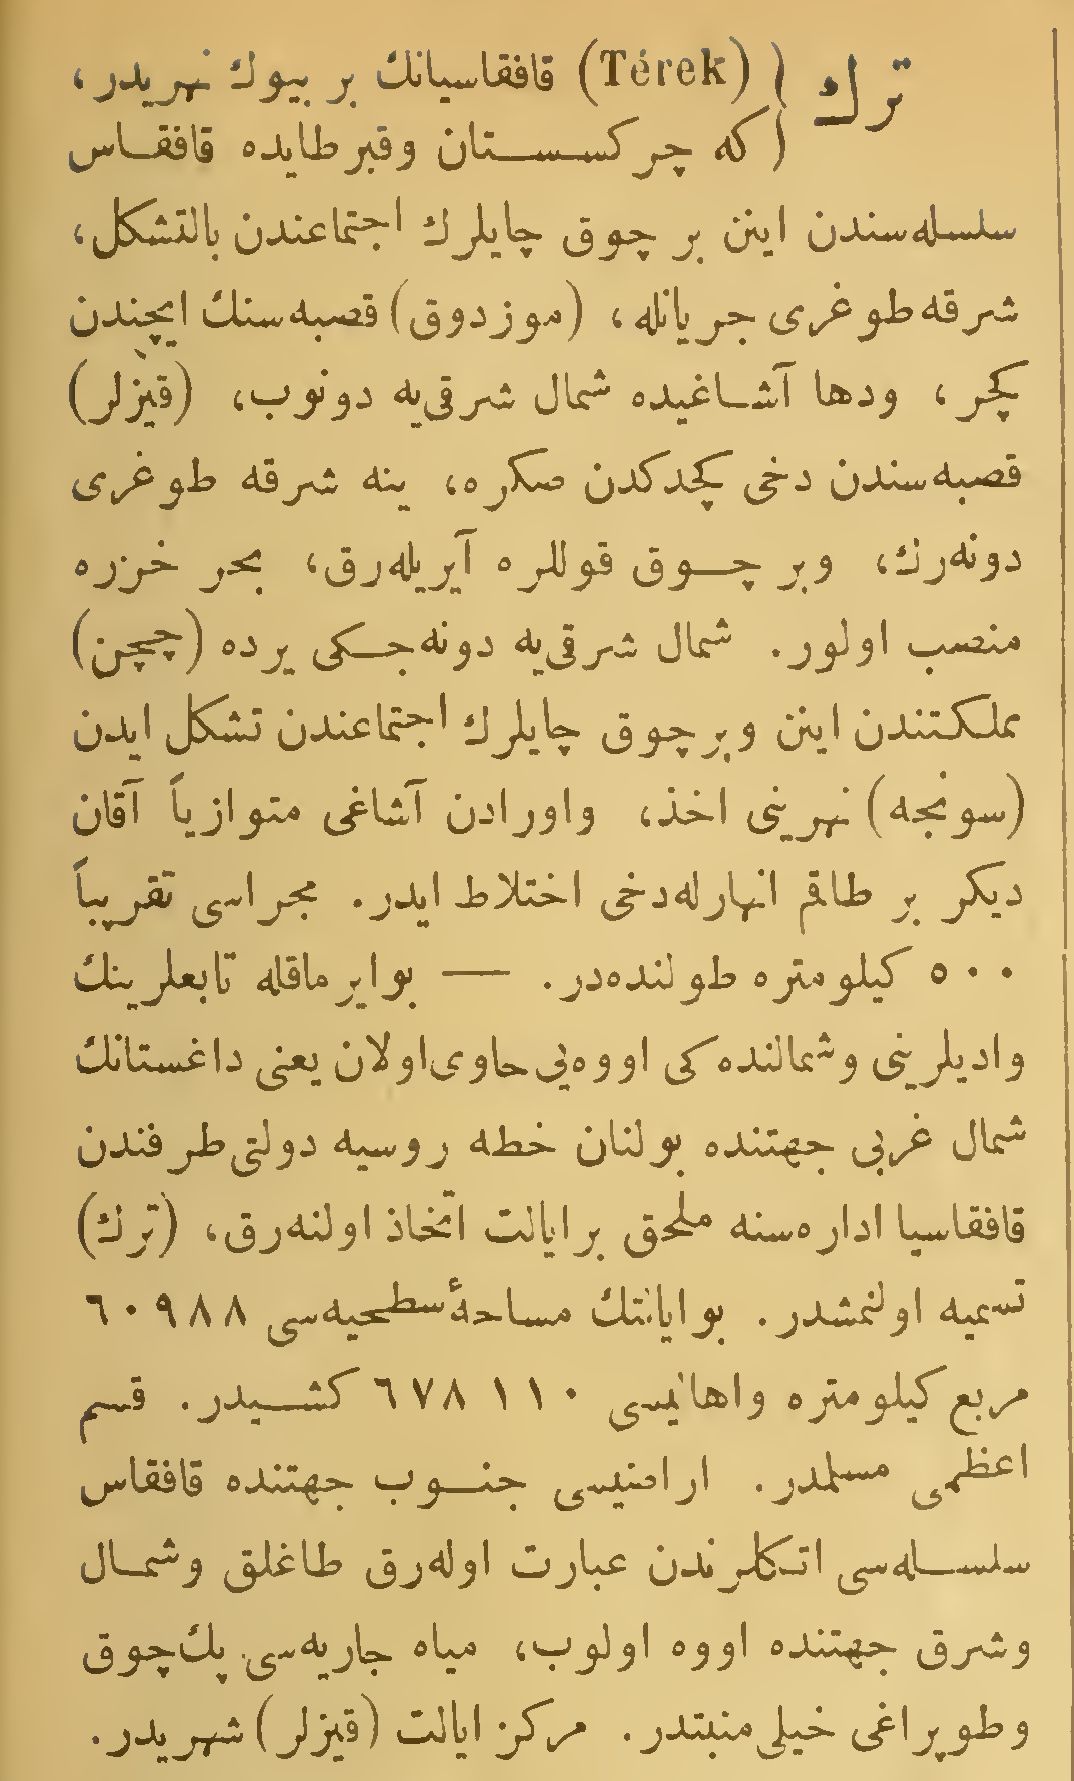 ترك (Térek) قافقاسيانك بر بيوك نهريدر،
كه چركسستان وقبرطايده قافقاس
سلسله‌سندن اينن بر چوق چايلرك اجتماعندن بالتشكل،
شرقه طوغرى جريانله، (موزدوق) قصبه‌سنك ايچندن
كچر، ودها آشاغيده شمال شرقى‌يه دونوب، (قيزلر)
قصبه‌سندن دخى كچدكدن صكره، ينه شرقه طوغرى
دونه‌رك، وبر چوق قوللره آيريله‌رق، بحر خزره
منصب اولور. شمال شرقى‌يه دونه‌جكى يرده (چچن)
مملكتندن اينن وبر چوق چايلرك اجتماعندن تشكل ايدن
(سونجه) نهرينى اخذ، واورادن آشاغى متوازياً آقان
ديكر بر طاقم انهارله دخى اختلاط ايدر. مجراسى تقريباً
٥٠٠ كيلومتره طولنده‌در. — بو ايرماقله تابعلرينك
واديلرينى وشمالنده‌كى اووه‌يى حاوى اولان يعنى داغستانك
شمال غربى جهتنده بولنان خطه روسيه دولتى طرفندن
قافقاسيا اداره‌سنه ملحق بر ايالت اتخاذ اولنه‌رق، (ترك)
تسميه اولنمشدر. بو ايالتك مساحهٔ سطحيه‌سى ٦٠٩٨٨
مربع كيلومتره واهاليسى ٦٧٨١١٠ كشيدر. قسم
اعظمى مسلمدر. اراضيسى جنوب جهتنده قافقاس
سلسله‌سى اتكلرندن عبارت اوله‌رق طاغلق وشمال
وشرق جهتنده اووه اولوب، مياه جاريه‌سى پك چوق
وطوپراغى خيلى منبتدر. مركز ايالت (قيزلر) شهريدر.